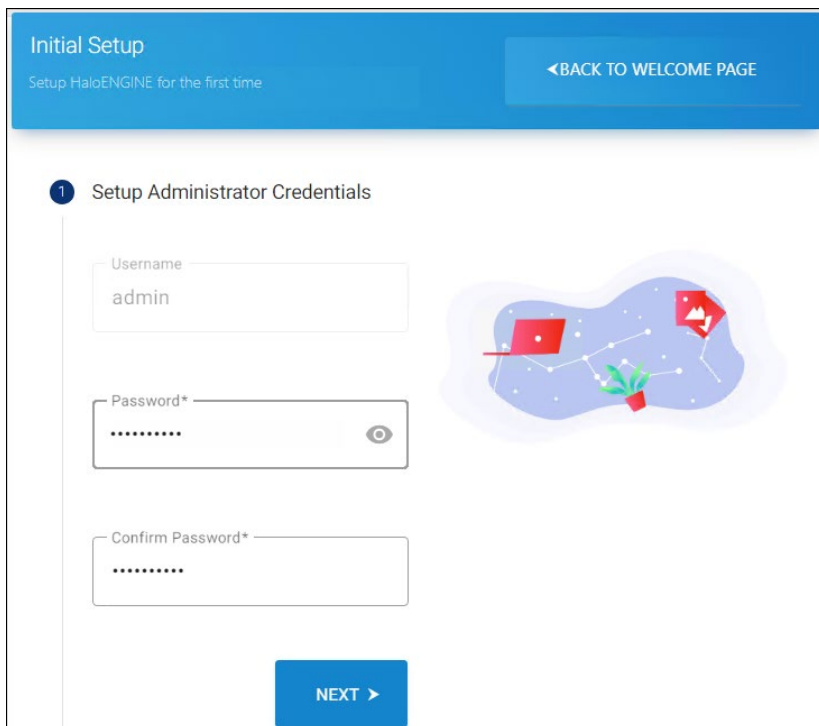 Initial Setup
Setup HaloENGINE for the first time
BACK TO WELCOME PAGE
1 Setup Administrator Credentials
Username
admin
Password*
••••••••••
Confirm Password*
••••••••••
NEXT